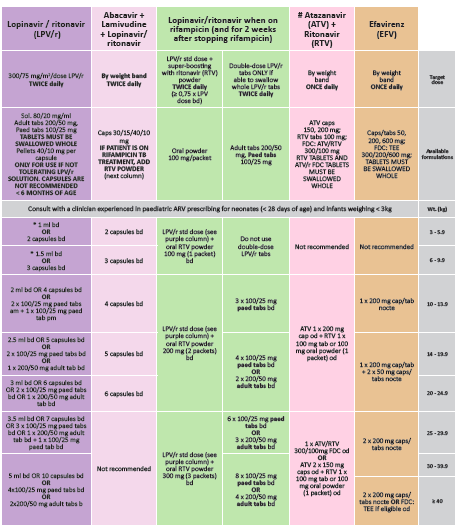 Lopinavir / ritonavir
(LPV/r)
Abacavir +
Lamivudine
+ Lopinavir/
ritonavir
Lopinavir/ritonavir when on
rifampicin (and for 2 weeks
after stopping rifampicin)
# Atazanavir
(ATV) +
Ritonavir
(RTV)
Efavirenz
(EFV)
300/75 mg/m²/dose LPV/r
TWICE daily
By weight band
TWICE daily
LPV/r std dose +
super-boosting
with ritonavir (RTV)
powder
TWICE daily
(≥ 0,75 x LPV
dose bd)
Double-dose LPV/r
tabs ONLY if
able to swallow
whole LPV/r tabs
TWICE daily
By weight
band
ONCE daily
By weight
band
ONCE daily
Target
dose
Sol. 80/20 mg/ml
Adult tabs 200/50 mg,
Paed tabs 100/25 mg
TABLETS MUST BE
SWALLOWED WHOLE
Pellets 40/10 mg per
capsule
ONLY FOR USE IF NOT
TOLERATING LPV/r
SOLUTION. CAPSULES ARE
NOT RECOMMENDED
< 6 MONTHS OF AGE
Caps 30/15/40/10
mg
IF PATIENT IS ON
RIFAMPICIN TB
TREATMENT, ADD
RTV POWDER
(next column)
Oral powder
100 mg/packet
Adult tabs 200/50
mg, Paed tabs
100/25 mg
ATV caps
150, 200 mg;
RTV tabs 100 mg;
FDC: ATV/RTV
300/100 mg
RTV TABLETS AND
ATV/r FDC TABLETS
MUST BE
SWALLOWED
WHOLE
Caps/tabs 50,
200, 600 mg;
FDC: TEE
300/200/600 mg;
TABLETS MUST
BE SWALLOWED
WHOLE
Available
formulations
Consult with a clinician experienced in paediatric ARV prescribing for neonates (< 28 days of age) and infants weighing < 3kg
Wt. (kg)
* 1 ml bd
OR
2 capsules bd
2 capsules bd
LPV/r std dose (see
purple column) +
oral RTV powder
100 mg (1 packet)
bd
Do not use
double-dose
LPV/r tabs
Not recommended
Not recommended
3 - 5.9
* 1.5 ml bd
OR
3 capsules bd
3 capsules bd
6 - 9.9
2 ml bd OR 4 capsules bd
OR
2 x 100/25 mg paed tabs
am + 1 x 100/25 mg paed
tab pm
4 capsules bd
LPV/r std dose (see
purple column) +
oral RTV powder
200 mg (2 packets)
bd
3 x 100/25 mg
paed tabs bd
ATV 1 x 200 mg
cap od + RTV 1 x
100 mg tab or 100
mg oral powder (1
packet) od
1 x 200 mg
cap/tab
nocte
10 - 13.9
2.5 ml bd OR 5 capsules bd
OR
2 x 100/25 mg paed tabs bd
OR
1 x 200/50 mg adult tab bd
5 capsules bd
4 x 100/25 mg
paed tabs bd
OR
2 x 200/50 mg
adult tabs bd
1 x 200 mg cap/tab
+ 2 x 50 mg caps/
tabs nocte
14 - 19.9
3 ml bd OR 6 capsules bd
OR 2 x 100/25 mg paed tabs
bd OR 1 x 200/50 mg adult
tab bd
6 capsules bd
20 - 24.9
3.5 ml bd OR 7 capsules bd
OR 3 x 100/25 mg paed tabs
bd OR 1 x 200/50 mg adult
tab bd + 1 x 100/25 mg
paed tab bd
Not recommended
LPV/r std dose (see
purple column) +
oral RTV powder
300 mg (3 packets)
bd
6 x 100/25 mg paed
tabs bd
OR
3 x 200/50 mg
adult tabs bd
1 x ATV/RTV
300/100mg FDC od
OR
ATV 2 x 150 mg
caps od + RTV 1 x
100 mg tab or 100
mg oral powder
(1 packet) od
2 x 200 mg caps/
tabs nocte
25 - 29.9
5 ml bd OR 10 capsules bd
OR
4x100/25 mg paed tabs bd
OR
2x200/50 mg adult tabs b
8 x 100/25 mg
paed tabs bd
OR
4 x 200/50 mg
adult tabs bd
30 - 39.9
2 x 200 mg caps/
tabs nocte OR FDC:
TEE if eligible od
≥ 40